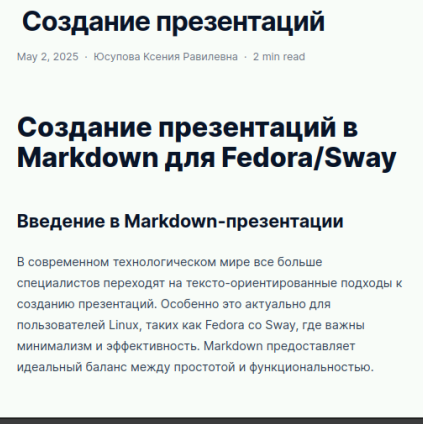 Создание презентаций
May 2, 2025 · Юсупова Ксения Равилевна · 2 min read
Создание презентаций в
Markdown для Fedora/Sway
Введение в Markdown-презентации
В современном технологическом мире все больше
специалистов переходят на тексто-ориентированные подходы к
созданию презентаций. Особенно это актуально для
пользователей Linux, таких как Fedora со Sway, где важны
минимализм и эффективность. Markdown предоставляет
идеальный баланс между простотой и функциональностью.